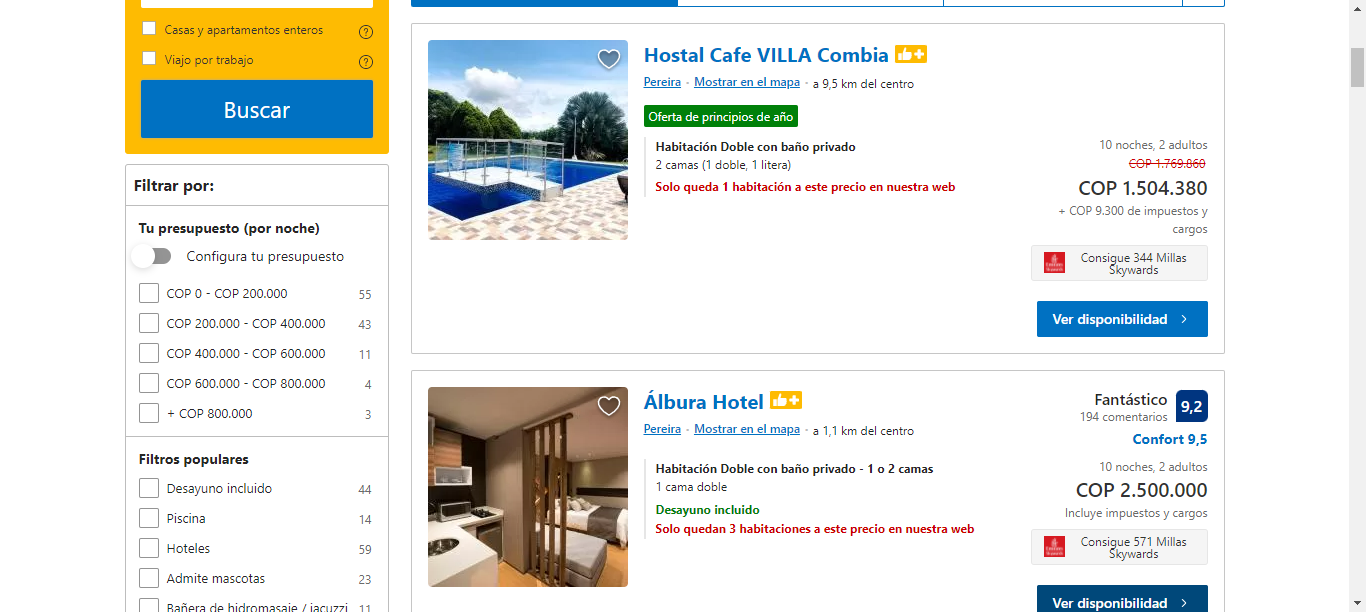 Casas y apartamentos enteros
Viajo por trabajo
Buscar
Filtrar por:
Tu presupuesto (por noche)
Configura tu presupuesto
COP 0 - COP 200.000 55
COP 200.000 - COP 400.000 43
COP 400.000 - COP 600.000 11
COP 600.000 - COP 800.000 4
+ COP 800.000 3
Filtros populares
Desayuno incluido 44
Piscina 14
Hoteles 59
Admite mascotas 23
Bañera de hidromasaje / jacuzzi 11
Hostal Cafe VILLA Combia
Pereira · Mostrar en el mapa · a 9,5 km del centro
Oferta de principios de año
Habitación Doble con baño privado
2 camas (1 doble, 1 litera)
Solo queda 1 habitación a este precio en nuestra web
10 noches, 2 adultos
COP 1.769.860
COP 1.504.380
+ COP 9.300 de impuestos y
cargos
Consigue 344 Millas
Skywards
Ver disponibilidad
Álbura Hotel
Pereira · Mostrar en el mapa · a 1,1 km del centro
Habitación Doble con baño privado - 1 o 2 camas
1 cama doble
Desayuno incluido
Solo quedan 3 habitaciones a este precio en nuestra web
Fantástico 9,2
194 comentarios
Confort 9,5
10 noches, 2 adultos
COP 2.500.000
Incluye impuestos y cargos
Consigue 571 Millas
Skywards
Ver disponibilidad